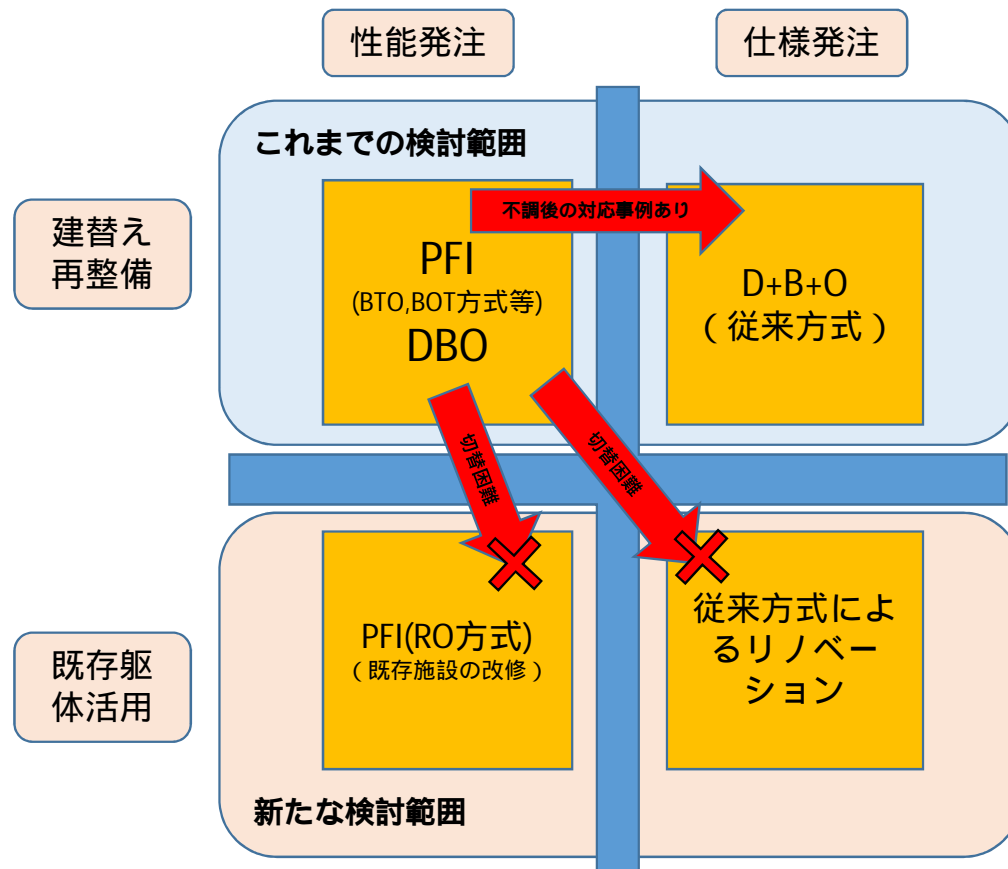 性能発注
仕様発注
これまでの検討範囲
建替え
再整備
不調後の対応事例あり
PFI
(BTO,BOT方式等)
DBO
D+B+O
（従来方式）
切替困難
切替困難
既存躯
体活用
PFI(RO方式)
（既存施設の改修）
従来方式によ
るリノベー
ション
新たな検討範囲